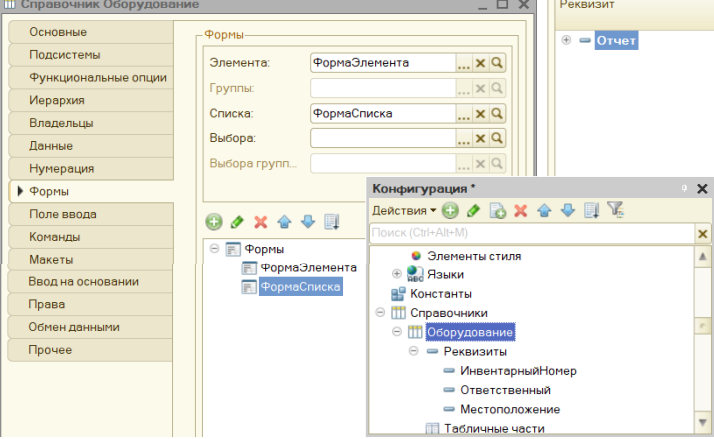 Справочник Оборудование
Основные
Подсистемы
Функциональные опции
Иерархия
Владельцы
Данные
Нумерация
Формы
Поле ввода
Команды
Макеты
Ввод на основании
Права
Обмен данными
Прочее
Формы
Элемента: ФормаЭлемента ...
Группы: ...
Списка: ФормаСписка ...
Выбора: ...
Выбора групп... ...
Формы
ФормаЭлемента
ФормаСписка
Реквизит
Отчет
Конфигурация *
Действия
Поиск (Ctrl+Alt+M)
Элементы стиля
Языки
Константы
Справочники
Оборудование
Реквизиты
ИнвентарныйНомер
Ответственный
Местоположение
Табличные части